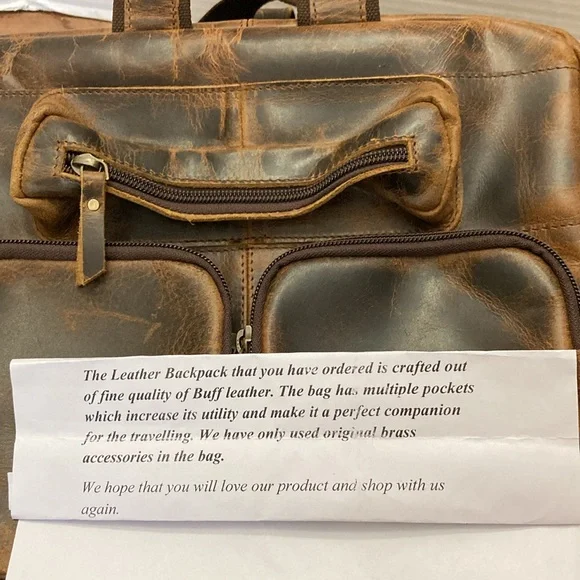 The Leather Backpack that you have ordered is crafted out
of fine quality of Buff leather. The bag has multiple pockets
which increase its utility and make it a perfect companion
for the travelling. We have only used original brass
accessories in the bag.
We hope that you will love our product and shop with us
again.